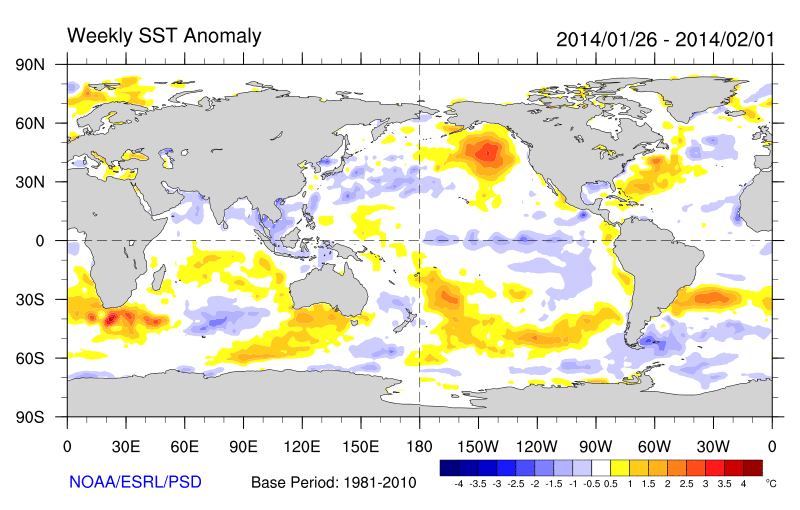 Weekly SST Anomaly
2014/01/26 - 2014/02/01
90N
60N
30N
0
30S
60S
90S
0 30E 60E 90E 120E 150E 180 150W 120W 90W 60W 30W 0
NOAA/ESRL/PSD
Base Period: 1981-2010
-4 -3.5 -3 -2.5 -2 -1.5 -1 -0.5 0.5 1 1.5 2 2.5 3 3.5 4 °C